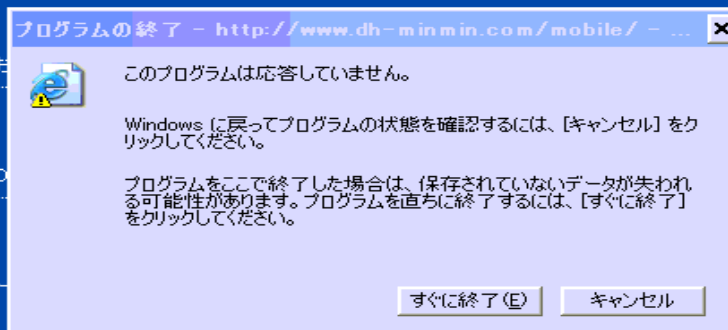 プログラムの終了 - http://www.dh-minmin.com/mobile/ - ...
このプログラムは応答していません。
Windows に戻ってプログラムの状態を確認するには、[キャンセル] をク
リックしてください。
プログラムをここで終了した場合は、保存されていないデータが失われ
る可能性があります。プログラムを直ちに終了するには、[すぐに終了]
をクリックしてください。
すぐに終了(E) キャンセル